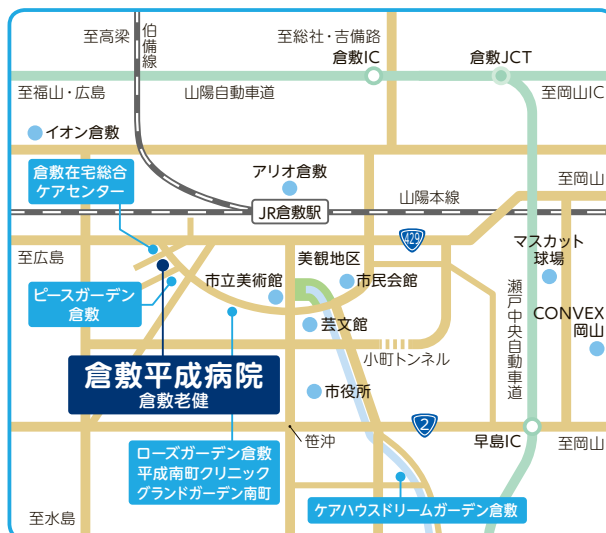 至高梁
伯備線
至総社・吉備路
倉敷IC
倉敷JCT
至福山・広島
山陽自動車道
至岡山IC
イオン倉敷
倉敷在宅総合
ケアセンター
アリオ倉敷
JR倉敷駅
山陽本線
至岡山
至広島
429
美観地区
マスカット
球場
ピースガーデン
倉敷
市立美術館
市民会館
瀬戸中央自動車道
CONVEX
岡山
芸文館
小町トンネル
倉敷平成病院
倉敷老健
市役所
2
笹沖
早島IC
至岡山
ローズガーデン倉敷
平成南町クリニック
グランドガーデン南町
ケアハウスドリームガーデン倉敷
至水島